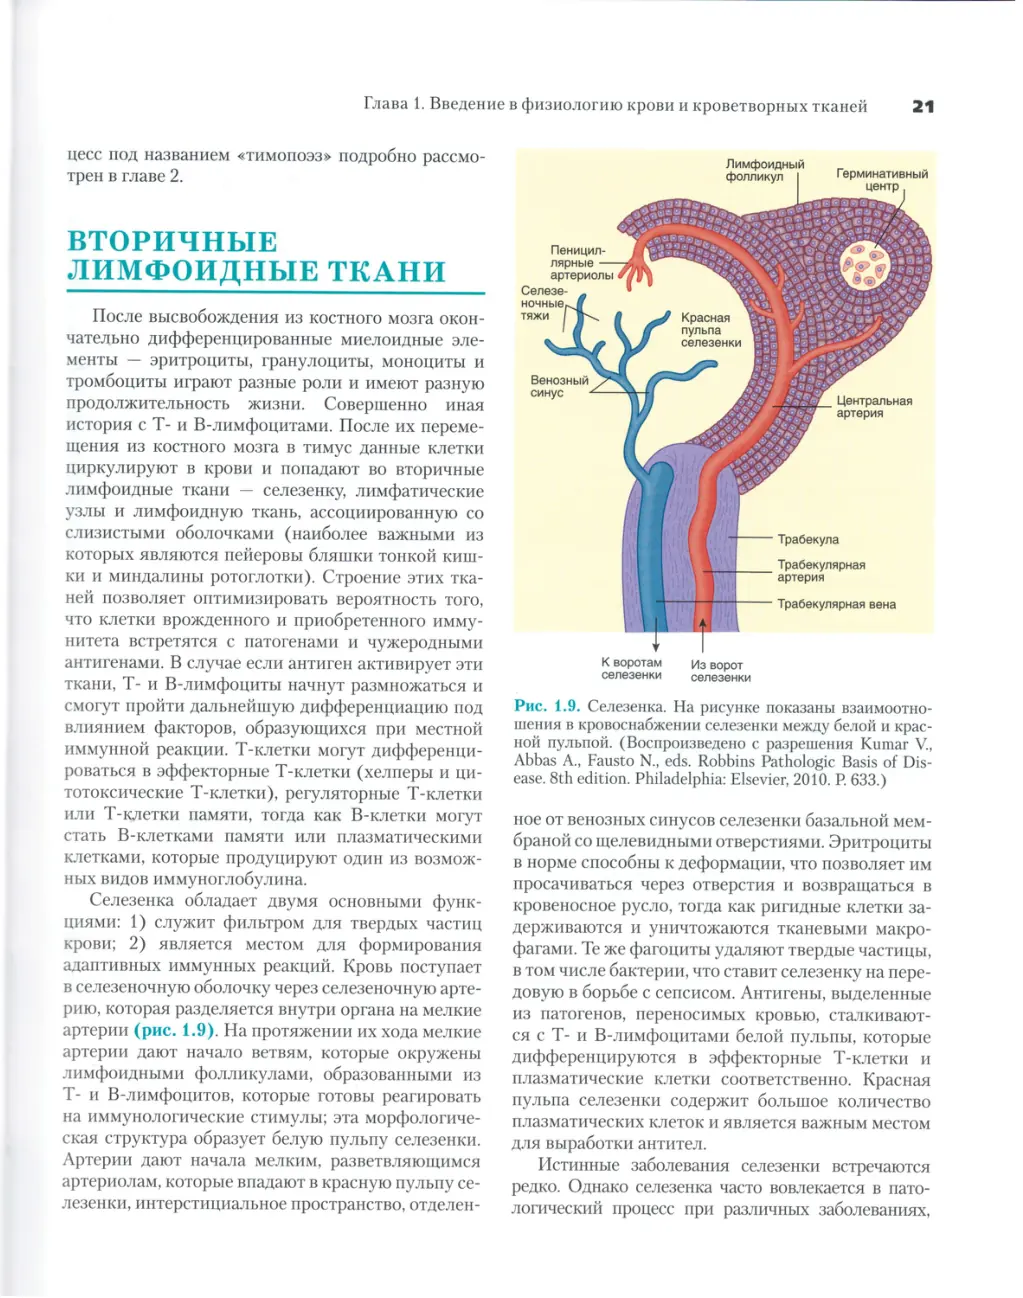 Глава 1. Введение в физиологию крови и кроветворных тканей 21
цесс под названием «тимопоэз» подробно рассмо-
трен в главе 2.
ВТОРИЧНЫЕ
ЛИМФОИДНЫЕ ТКАНИ
После высвобождения из костного мозга окон-
чательно дифференцированные миелоидные эле-
менты — эритроциты, гранулоциты, моноциты и
тромбоциты играют разные роли и имеют разную
продолжительность жизни. Совершенно иная
история с Т- и В-лимфоцитами. После их переме-
щения из костного мозга в тимус данные клетки
циркулируют в крови и попадают во вторичные
лимфоидные ткани — селезенку, лимфатические
узлы и лимфоидную ткань, ассоциированную со
слизистыми оболочками (наиболее важными из
которых являются пейеровы бляшки тонкой киш-
ки и миндалины ротоглотки). Строение этих тка-
ней позволяет оптимизировать вероятность того,
что клетки врожденного и приобретенного имму-
нитета встретятся с патогенами и чужеродными
антигенами. В случае если антиген активирует эти
ткани, Т- и В-лимфоциты начнут размножаться и
смогут пройти дальнейшую дифференциацию под
влиянием факторов, образующихся при местной
иммунной реакции. Т-клетки могут дифференци-
роваться в эффекторные Т-клетки (хелперы и ци-
тотоксические Т-клетки), регуляторные Т-клетки
или Т-клетки памяти, тогда как В-клетки могут
стать В-клетками памяти или плазматическими
клетками, которые продуцируют один из возмож-
ных видов иммуноглобулина.
Селезенка обладает двумя основными функ-
циями: 1) служит фильтром для твердых частиц
крови; 2) является местом для формирования
адаптивных иммунных реакций. Кровь поступает
в селезеночную оболочку через селезеночную арте-
рию, которая разделяется внутри органа на мелкие
артерии (рис. 1.9). На протяжении их хода мелкие
артерии дают начало ветвям, которые окружены
лимфоидными фолликулами, образованными из
Т- и В-лимфоцитов, которые готовы реагировать
на иммунологические стимулы; эта морфологиче-
ская структура образует белую пульпу селезенки.
Артерии дают начала мелким, разветвляющимся
артериолам, которые впадают в красную пульпу се-
лезенки, интерстициальное пространство, отделен-
Лимфоидный
фолликул
Герминативный
центр
Пеницил-
лярные
артериолы
Селезе-
ночные
тяжи
Красная
пульпа
селезенки
Венозный
синус
Центральная
артерия
Трабекула
Трабекулярная
артерия
Трабекулярная вена
К воротам
селезенки
Из ворот
селезенки
Рис. 1.9. Селезенка. На рисунке показаны взаимоотно-
шения в кровоснабжении селезенки между белой и крас-
ной пульпой. (Воспроизведено с разрешения Kumar V.,
Abbas A., Fausto N., eds. Robbins Pathologic Basis of Dis-
ease. 8th edition. Philadelphia: Elsevier, 2010. P. 633.)
ное от венозных синусов селезенки базальной мем-
браной со щелевидными отверстиями. Эритроциты
в норме способны к деформации, что позволяет им
просачиваться через отверстия и возвращаться в
кровеносное русло, тогда как ригидные клетки за-
держиваются и уничтожаются тканевыми макро-
фагами. Те же фагоциты удаляют твердые частицы,
в том числе бактерии, что ставит селезенку на пере-
довую в борьбе с сепсисом. Антигены, выделенные
из патогенов, переносимых кровью, сталкивают-
ся с Т- и В-лимфоцитами белой пульпы, которые
дифференцируются в эффекторные Т-клетки и
плазматические клетки соответственно. Красная
пульпа селезенки содержит большое количество
плазматических клеток и является важным местом
для выработки антител.
Истинные заболевания селезенки встречаются
редко. Однако селезенка часто вовлекается в пато-
логический процесс при различных заболеваниях,